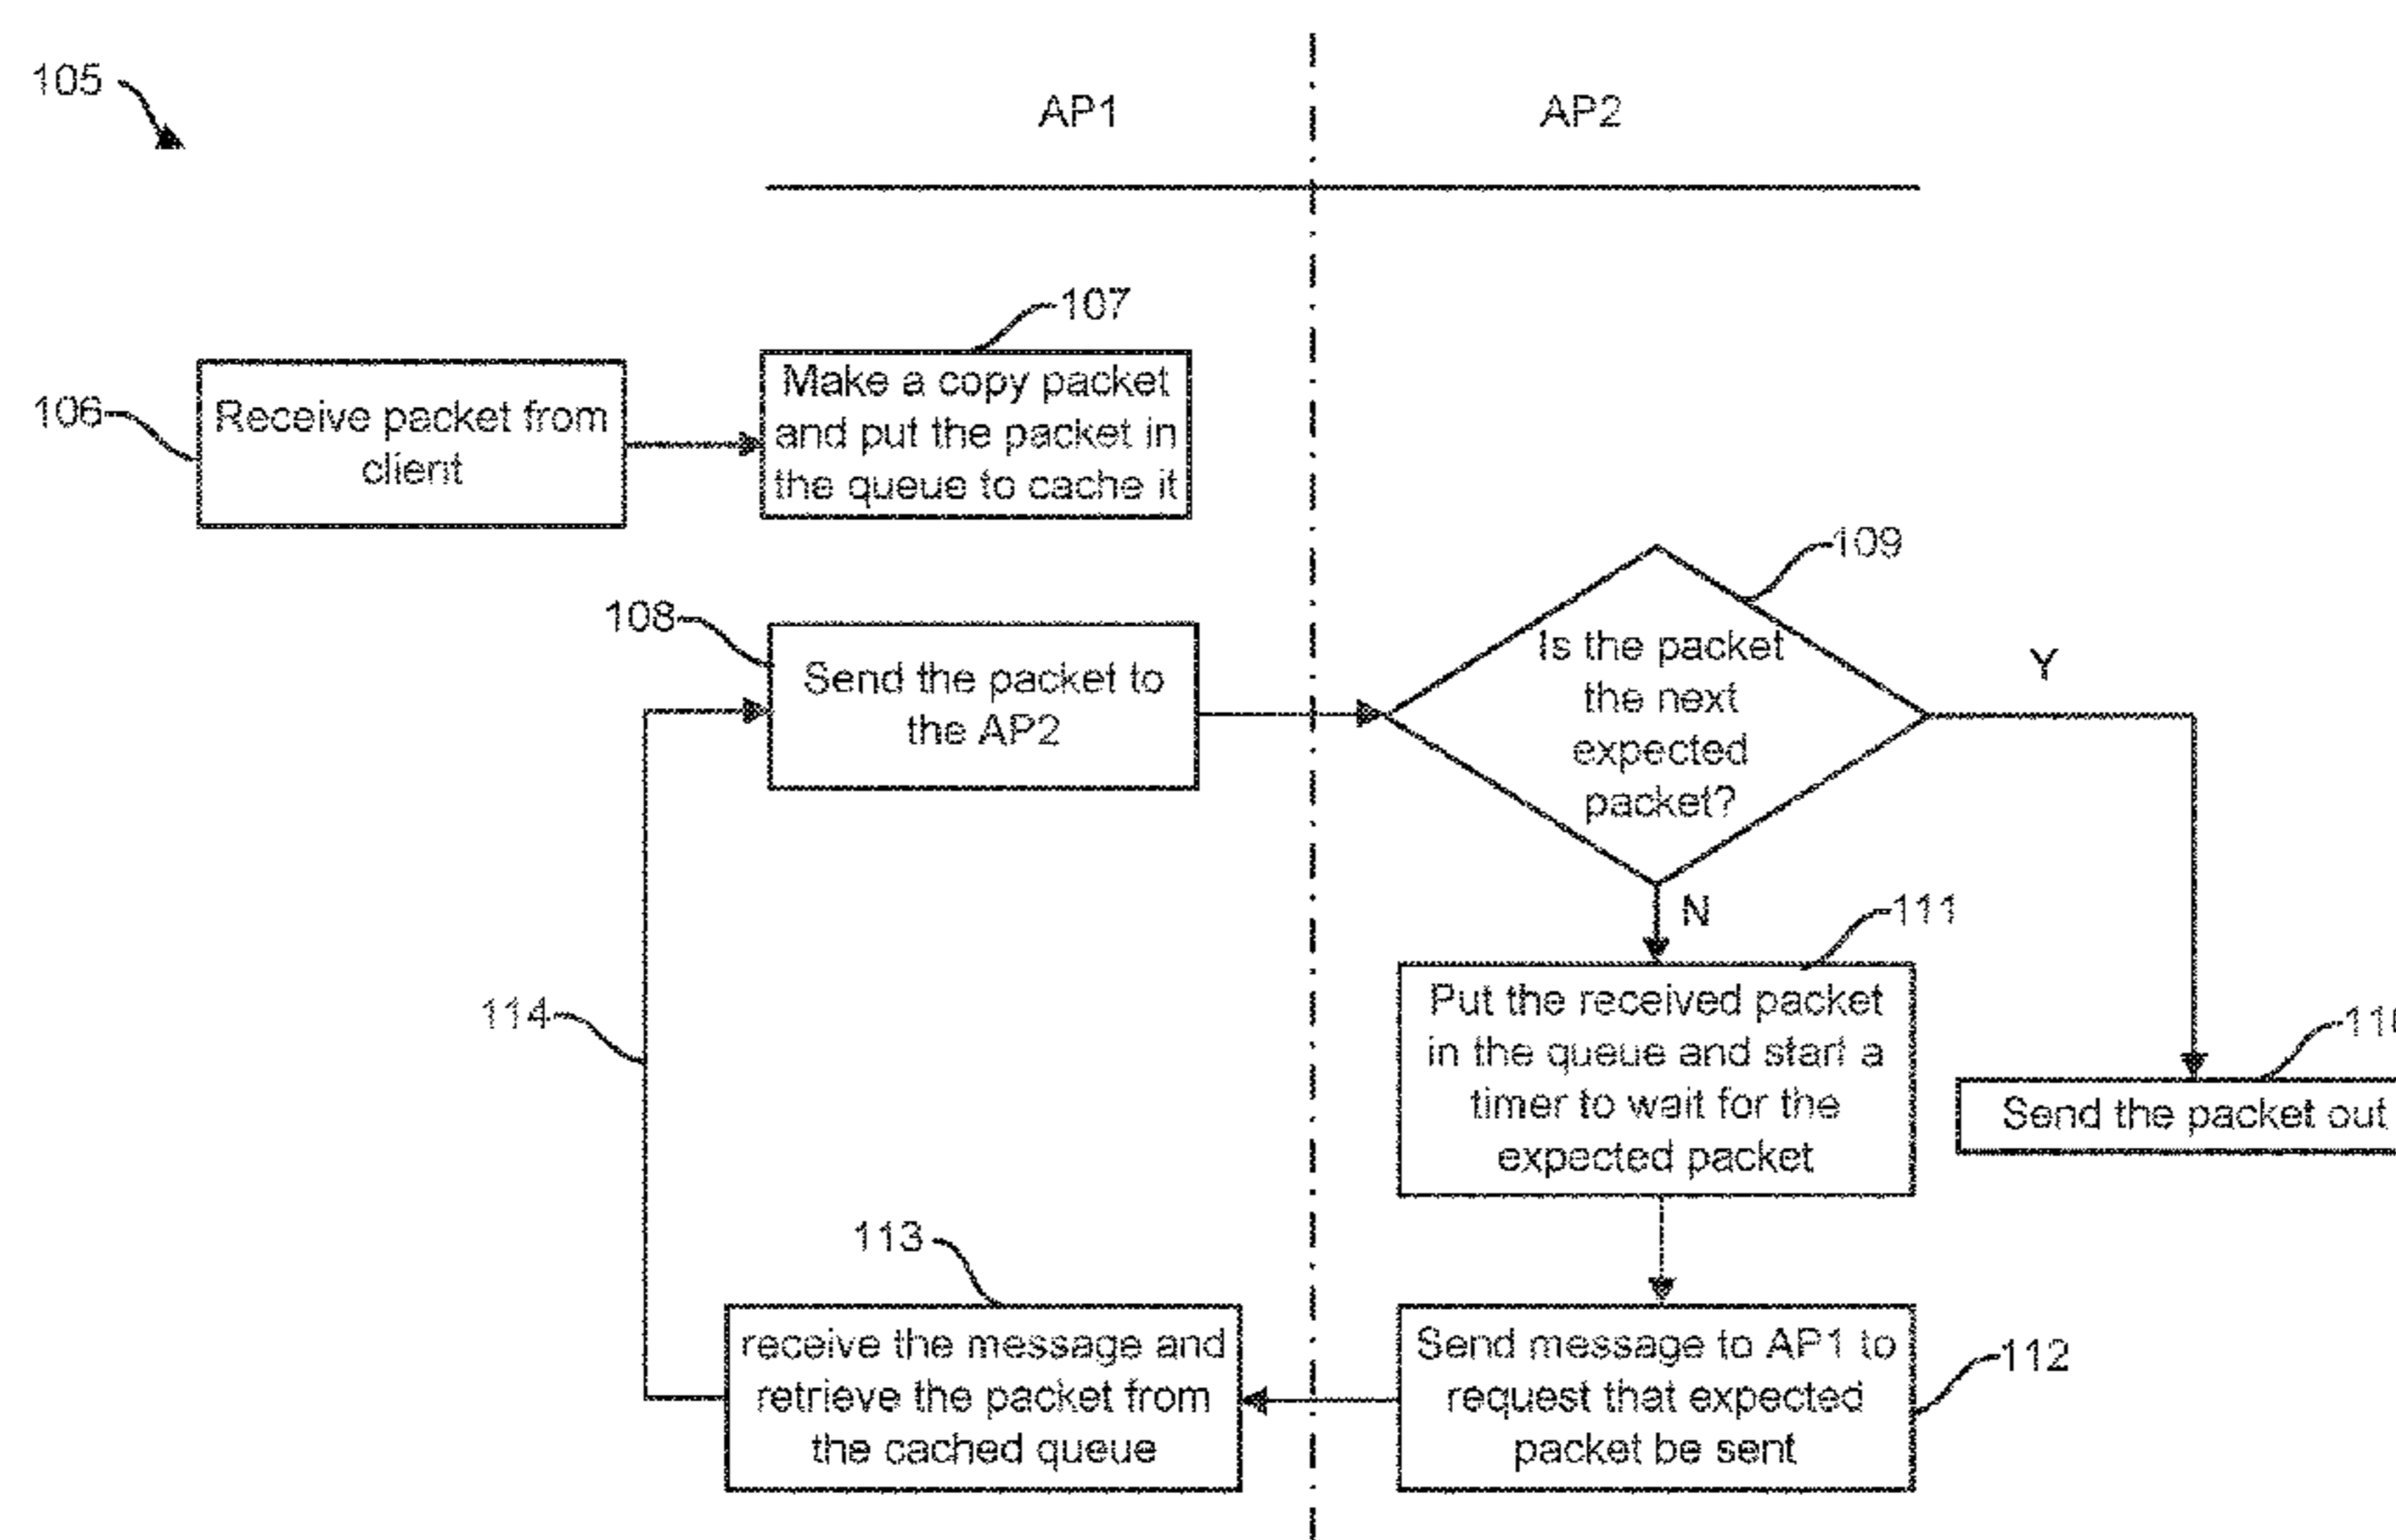 105
AP1
AP2
107
106
Receive packet from
client
Make a copy packet
and put the packet in
the queue to cache it
109
108
Send the packet to
the AP2
Is the packet
the next
expected
packet?
Y
N
111
114
Put the received packet
in the queue and start a
timer to wait for the
expected packet
Send the packet out
113
receive the message and
retrieve the packet from
the cached queue
Send message to AP1 to
request that expected
packet be sent
112